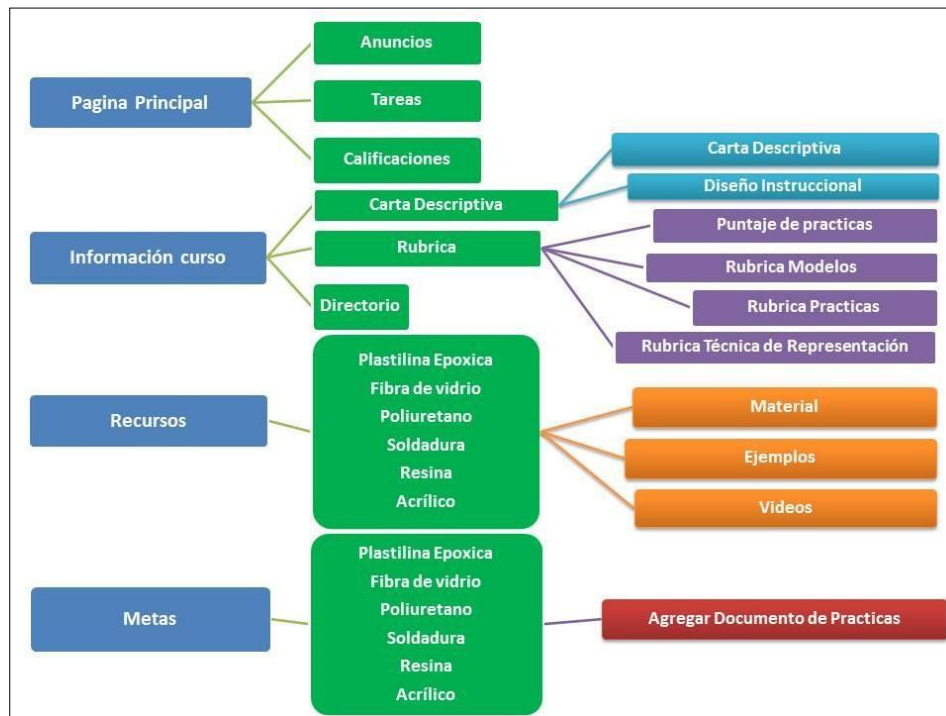 Pagina Principal
Anuncios
Tareas
Calificaciones
Información curso
Carta Descriptiva
Carta Descriptiva
Diseño Instruccional
Rubrica
Puntaje de practicas
Rubrica Modelos
Rubrica Practicas
Rubrica Técnica de Representación
Directorio
Recursos
Plastilina Epoxica
Fibra de vidrio
Poliuretano
Soldadura
Resina
Acrílico
Material
Ejemplos
Videos
Metas
Plastilina Epoxica
Fibra de vidrio
Poliuretano
Soldadura
Resina
Acrílico
Agregar Documento de Practicas